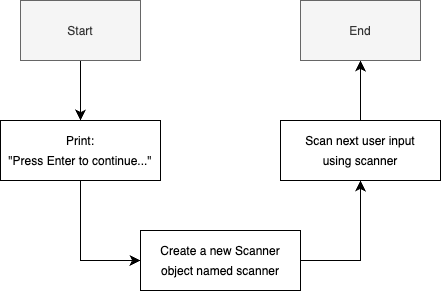 Start
Print:
"Press Enter to continue..."
Create a new Scanner
object named scanner
Scan next user input
using scanner
End